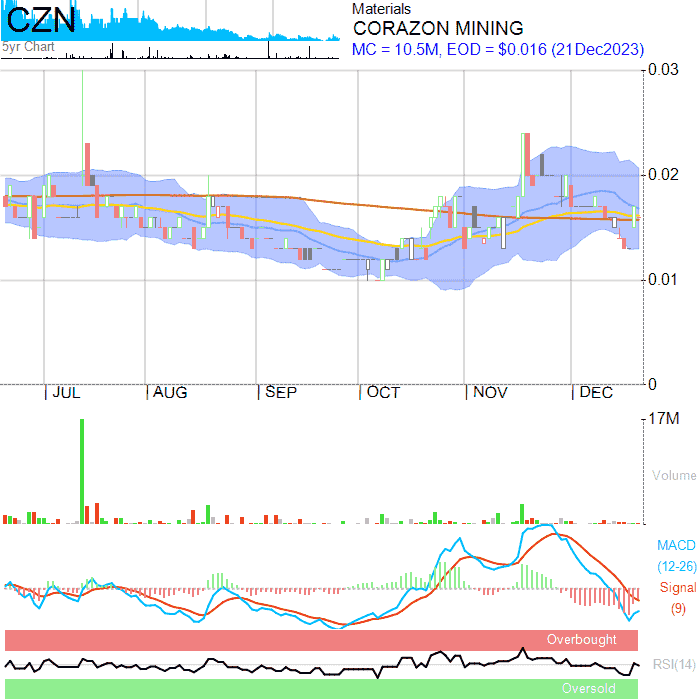 CZN
5yr Chart
Materials
CORAZON MINING
MC = 10.5M, EOD = $0.016 (21Dec2023)
0.03
0.02
0.01
0
JUL AUG SEP OCT NOV DEC
17M
Volume
MACD
(12-26)
Signal
(9)
Overbought
RSI(14)
Oversold